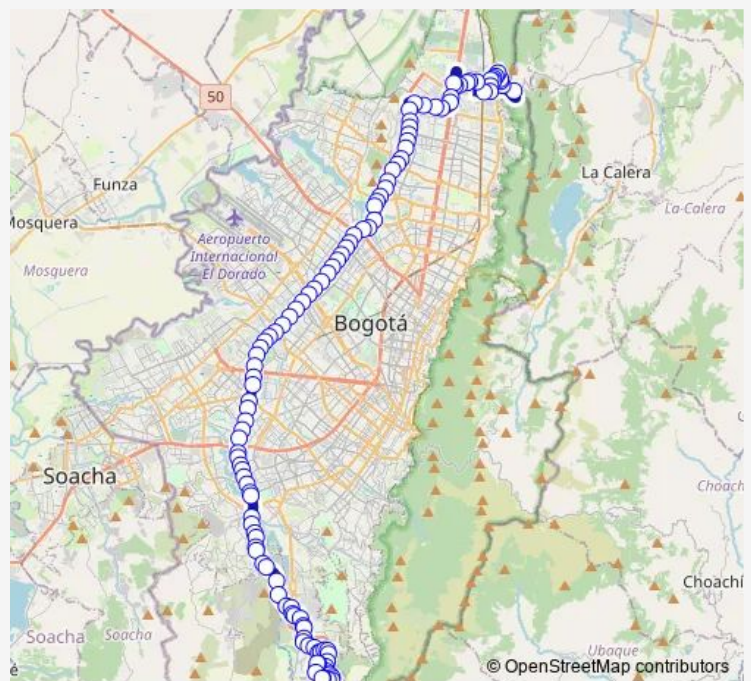 50
Funza
La Calera
Mosquera
La-Calera
Aeropuerto
Internacional
El Dorado
Mosquera
Bogotá
Soacha
Choach
Choachí
Soacha
Soacha
Ubaque
é
© OpenStreetMap contributors